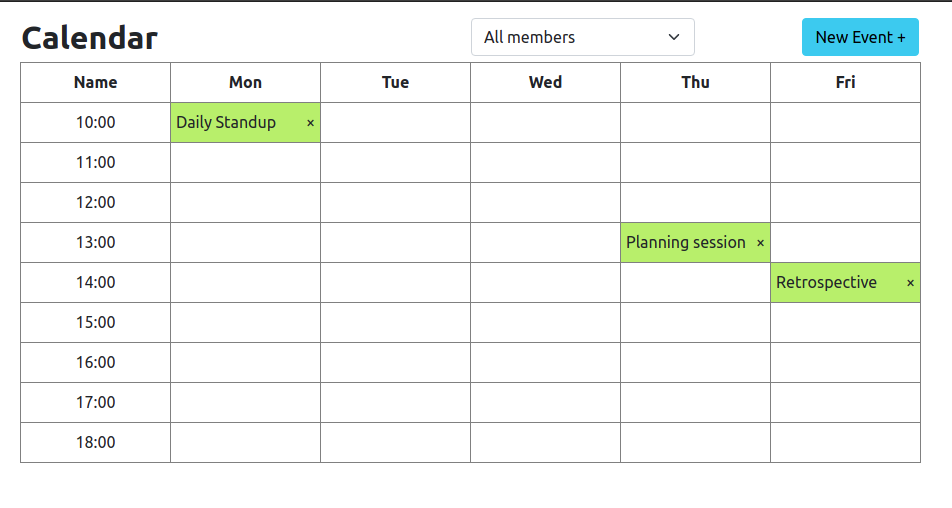 Calendar
All members
New Event +
Name Mon Tue Wed Thu Fri
10:00 Daily Standup ×
11:00
12:00
13:00 Planning session ×
14:00 Retrospective ×
15:00
16:00
17:00
18:00